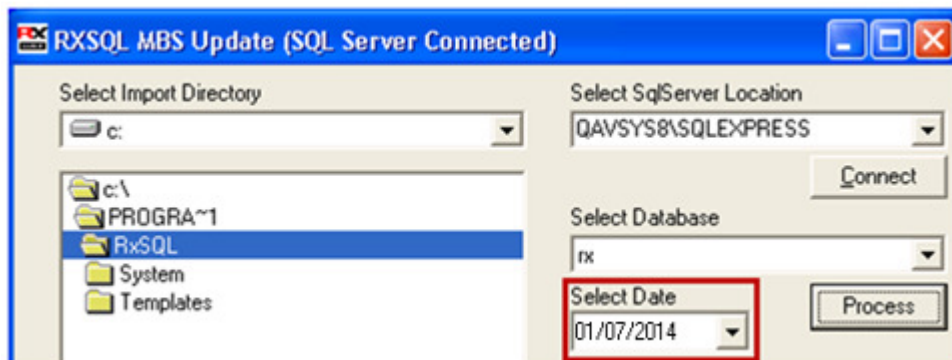 RX
RXSQL MBS Update (SQL Server Connected)
Select Import Directory
c:
c:\
PROGRA~1
RxSQL
System
Templates
Select SqlServer Location
QAVSYS8\SQLEXPRESS
Connect
Select Database
rx
Select Date
01/07/2014
Process